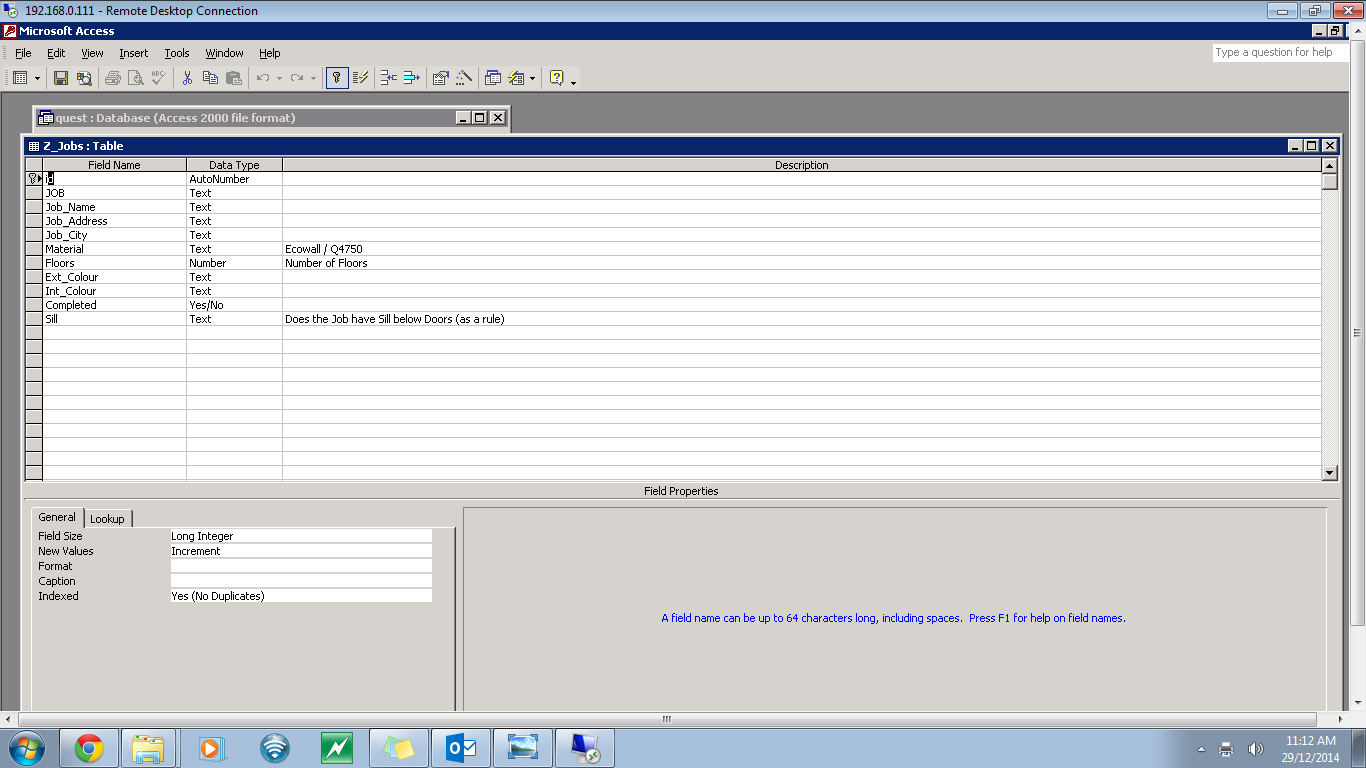 192.168.0.111 - Remote Desktop Connection
Microsoft Access
File Edit View Insert Tools Window Help
Type a question for help
quest : Database (Access 2000 file format)
Z_Jobs : Table
Field Name Data Type Description
id AutoNumber
JOB Text
Job_Name Text
Job_Address Text
Job_City Text
Material Text Ecowall / Q4750
Floors Number Number of Floors
Ext_Colour Text
Int_Colour Text
Completed Yes/No
Sill Text Does the Job have Sill below Doors (as a rule)
Field Properties
General Lookup
Field Size Long Integer
New Values Increment
Format
Caption
Indexed Yes (No Duplicates)
A field name can be up to 64 characters long, including spaces. Press F1 for help on field names.
11:12 AM
29/12/2014